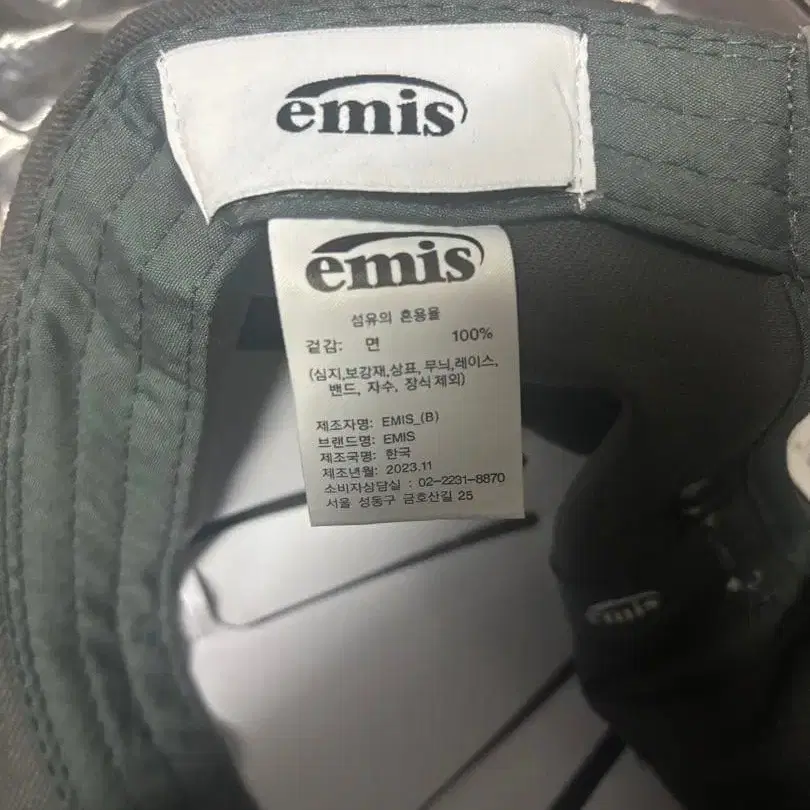 emis
emis
섬유의 혼용율
겉감: 면 100%
(심지,보강재,상표, 무늬,레이스,
밴드, 자수, 장식 제외)
제조자명: EMIS_(B)
브랜드명: EMIS
제조국명: 한국
제조년월: 2023.11
소비자상담실 : 02-2231-8870
서울 성동구 금호산길 25
emis